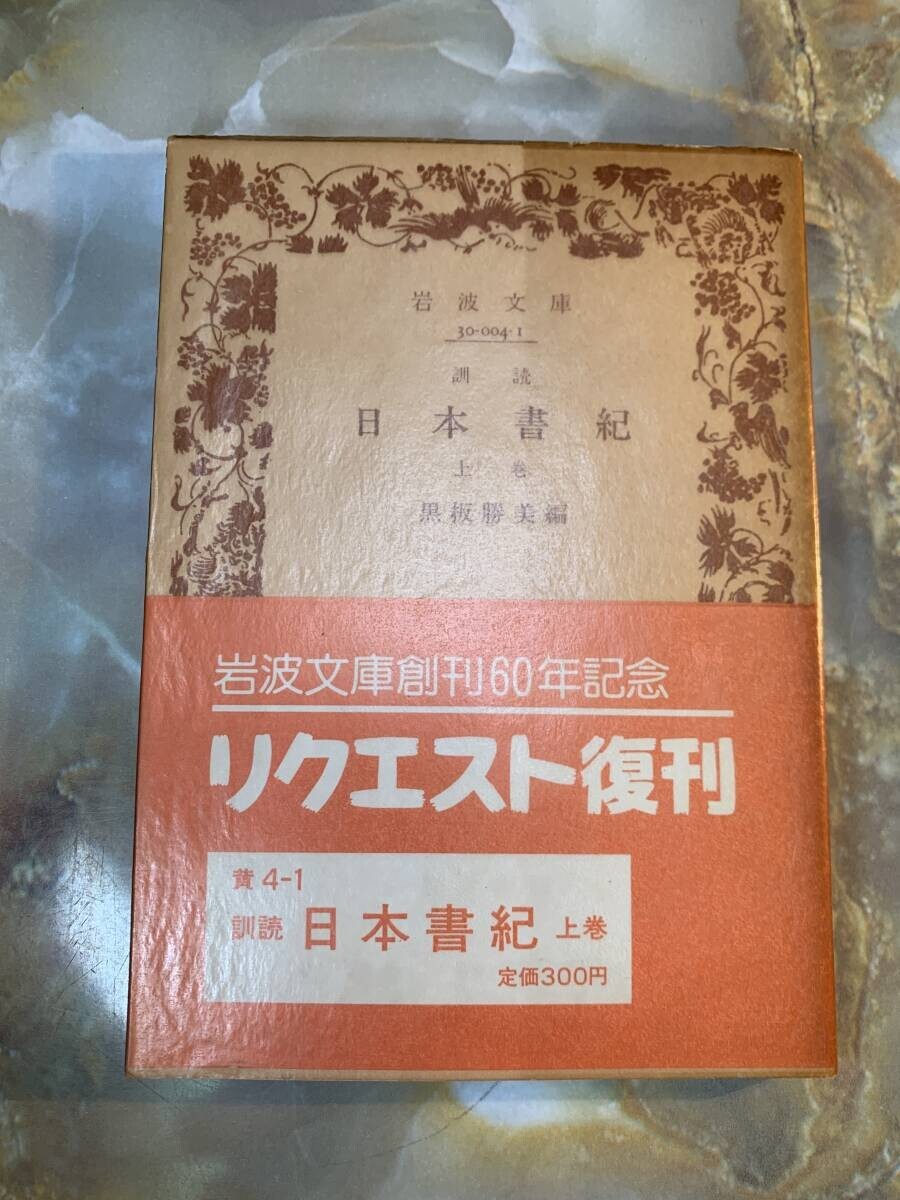 岩波文庫
30-004-1
訓読
日本書紀
上巻
黒板勝美編
岩波文庫創刊60年記念
リクエスト復刊
黄4-1
訓読 日本書紀 上巻
定価300円